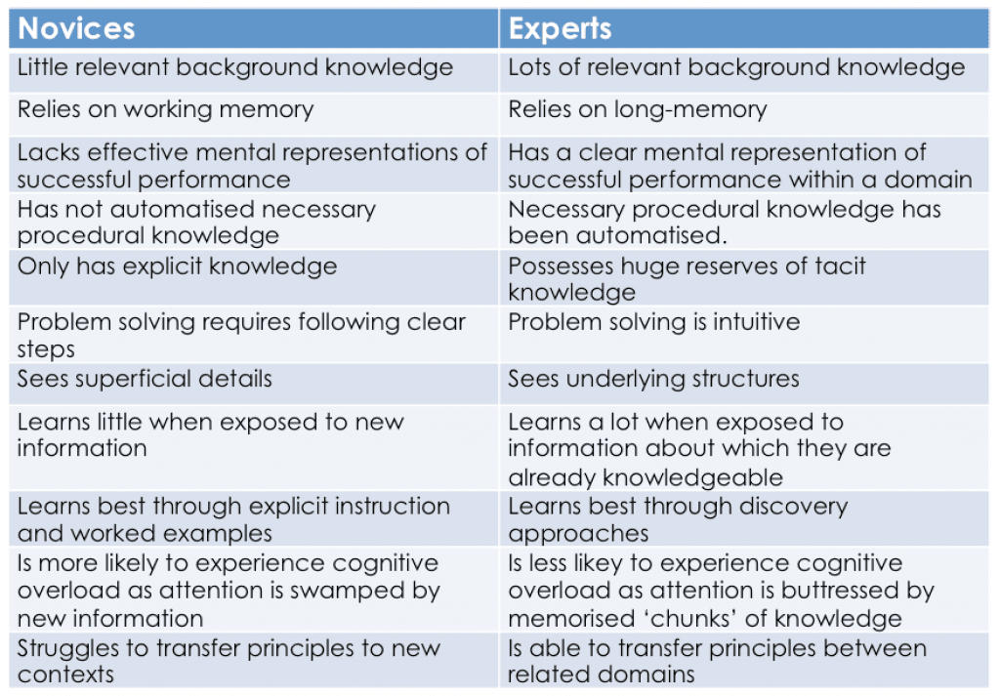 Novices
Experts
Little relevant background knowledge
Lots of relevant background knowledge
Relies on working memory
Relies on long-memory
Lacks effective mental representations of
successful performance
Has a clear mental representation of
successful performance within a domain
Has not automatised necessary
procedural knowledge
Necessary procedural knowledge has
been automatised.
Only has explicit knowledge
Possesses huge reserves of tacit
knowledge
Problem solving requires following clear
steps
Problem solving is intuitive
Sees superficial details
Sees underlying structures
Learns little when exposed to new
information
Learns a lot when exposed to
information about which they are
already knowledgeable
Learns best through explicit instruction
and worked examples
Learns best through discovery
approaches
Is more likely to experience cognitive
overload as attention is swamped by
new information
Is less likey to experience cognitive
overload as attention is buttressed by
memorised ‘chunks’ of knowledge
Struggles to transfer principles to new
contexts
Is able to transfer principles between
related domains